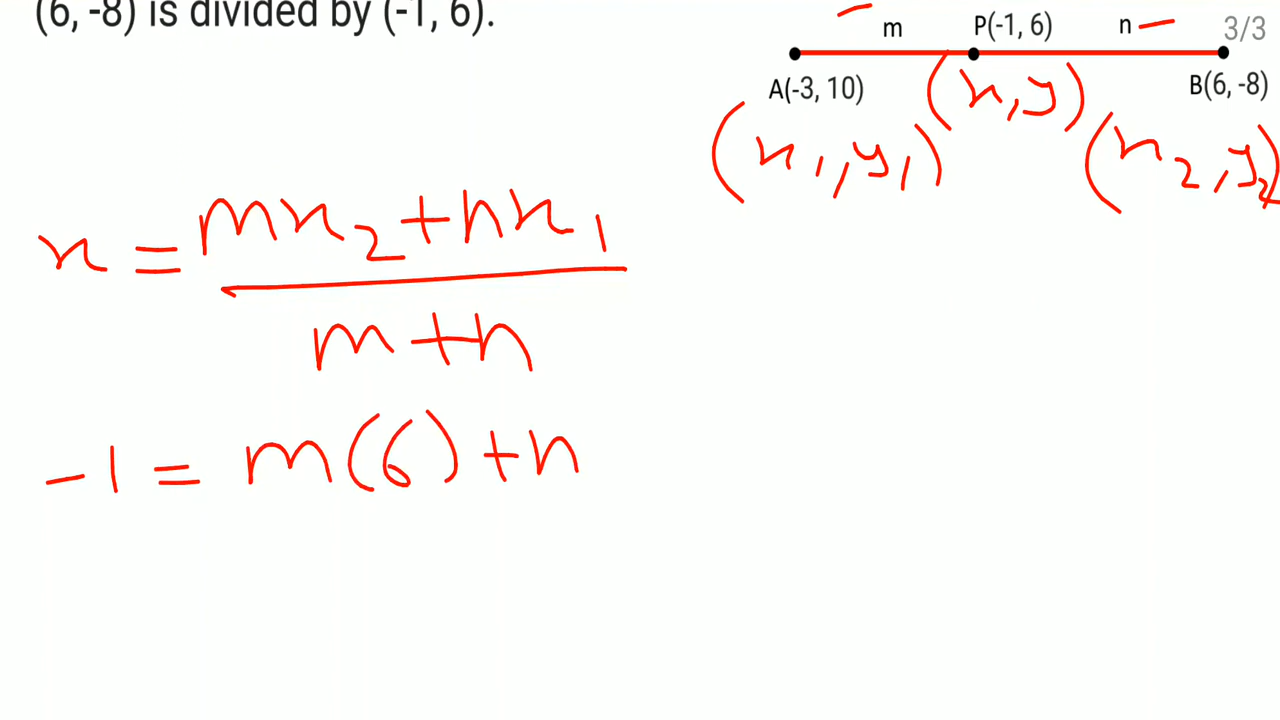 (6, -8) is divided by (-1, 6).
m P(-1, 6) n 3/3
A(-3, 10) B(6, -8)
(x, y)
(x1, y1) (x2, y2
x = mx2 + nx1
m + n
-1 = m(6) + n